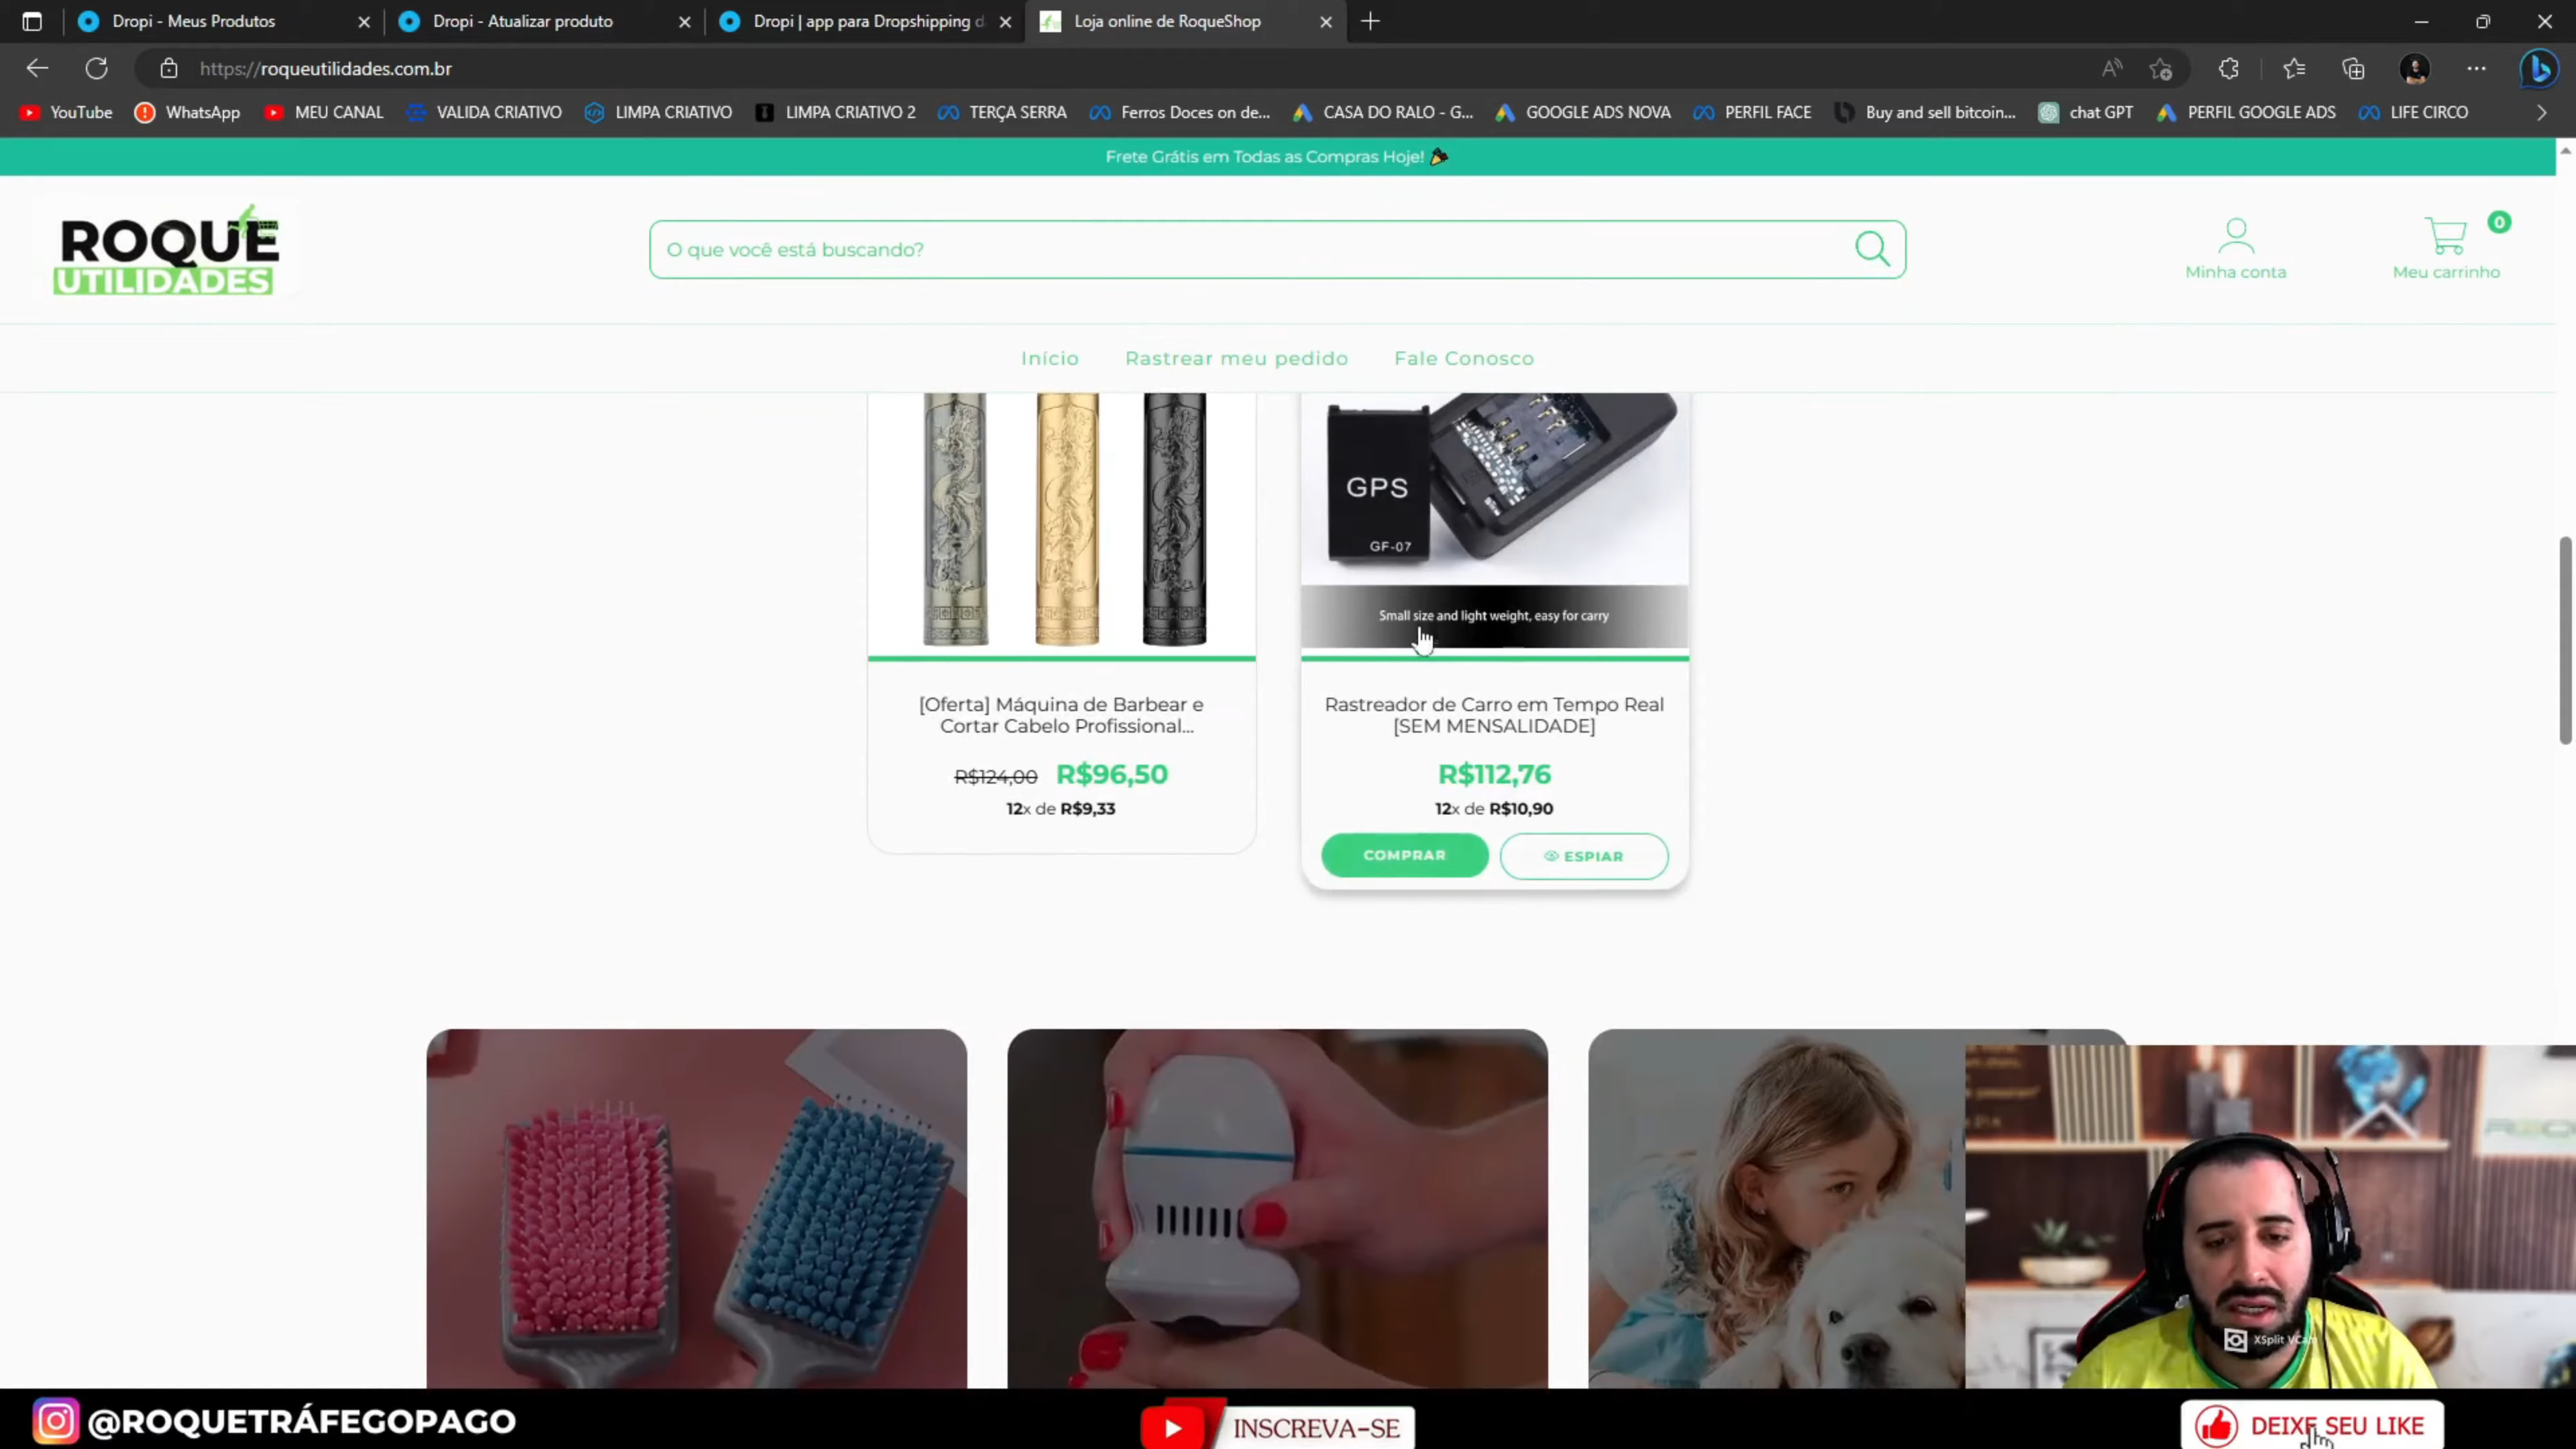 Dropi - Meus Produtos
Dropi - Atualizar produto
Dropi | app para Dropshipping d
Loja online de RoqueShop
https://roqueutilidades.com.br
YouTube
WhatsApp
MEU CANAL
VALIDA CRIATIVO
LIMPA CRIATIVO
LIMPA CRIATIVO 2
TERÇA SERRA
Ferros Doces on de...
CASA DO RALO - G...
GOOGLE ADS NOVA
PERFIL FACE
Buy and sell bitcoin...
chat GPT
PERFIL GOOGLE ADS
LIFE CIRCO
Frete Grátis em Todas as Compras Hoje!
ROQUE
UTILIDADES
O que você está buscando?
Minha conta
0
Meu carrinho
Início
Rastrear meu pedido
Fale Conosco
GPS
GF-07
Small size and light weight, easy for carry
[Oferta] Máquina de Barbear e
Cortar Cabelo Profissional...
R$124,00 R$96,50
12x de R$9,33
Rastreador de Carro em Tempo Real
[SEM MENSALIDADE]
R$112,76
12x de R$10,90
COMPRAR
ESPIAR
@ROQUETRÁFEGOPAGO
INSCREVA-SE
DEIXE SEU LIKE